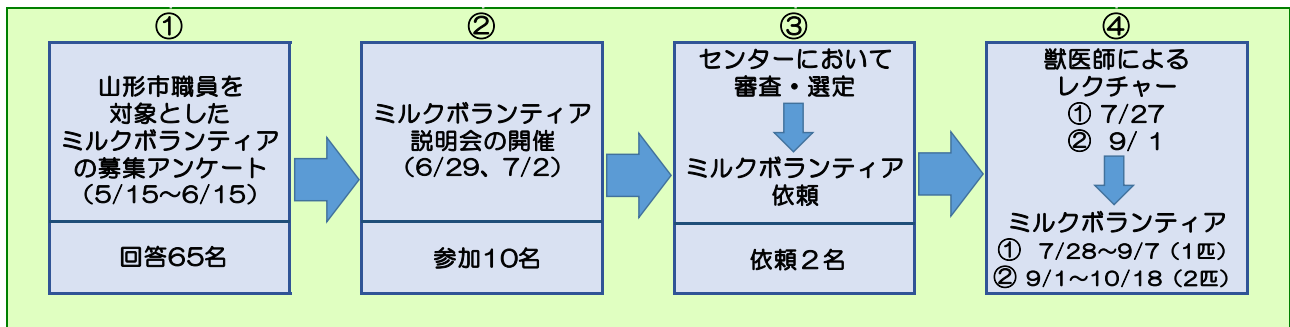 ①
山形市職員を
対象とした
ミルクボランティア
の募集アンケート
（5/15～6/15）
回答65名
②
ミルクボランティア
説明会の開催
（6/29、7/2）
参加10名
③
センターにおいて
審査・選定
ミルクボランティア
依頼
依頼２名
④
獣医師による
レクチャー
① 7/27
② 9/ 1
ミルクボランティア
① 7/28～9/7（1匹）
② 9/1～10/18（2匹）